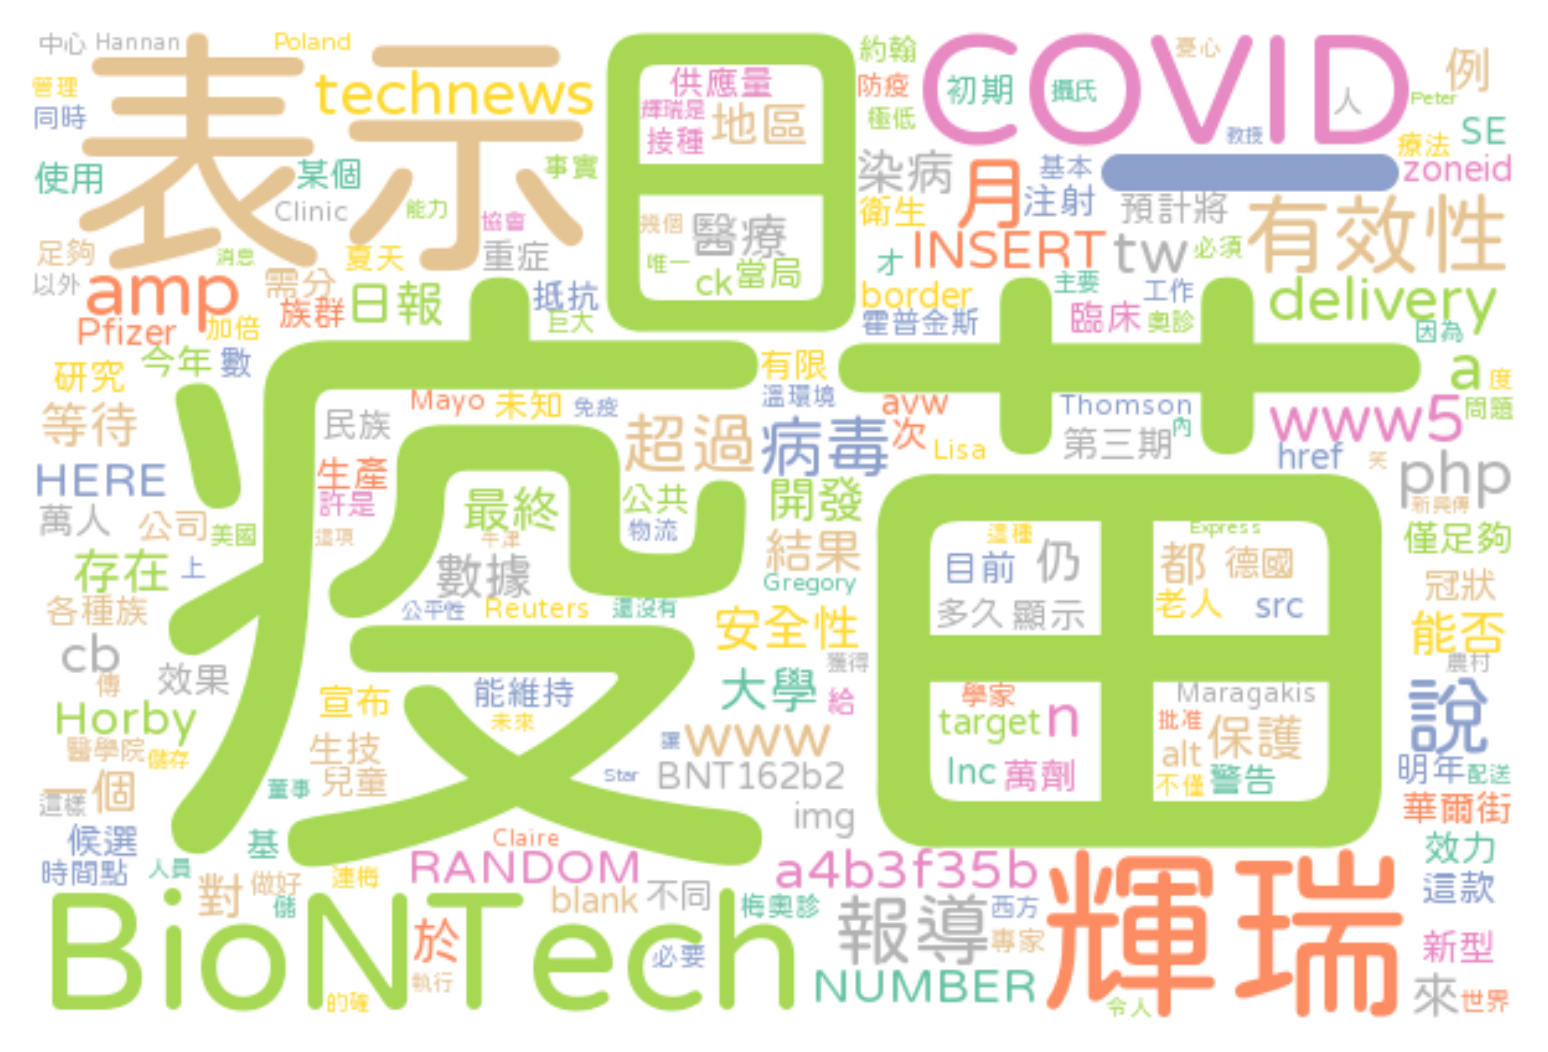 中心 Hannan Poland
表示 日 COVID 一
管理 technews 供應量 約翰 初期 攝氏 憂心 人 例
同時 輝瑞是 接種 地區 防疫 極低 教授 Peter SE
使用 某個 事實 染病 月 基本 療法 zoneid
Clinic 能力 協會 幾個 醫療 衛生 注射 預計將 有效性
足夠 消息 夏天 重症 唯一 ck 當局 才 INSERT tw 必須
以外 amp 需分 族群 日報 抵抗 border 主要 工作 delivery
Pfizer 加倍 巨大 霍普金斯 臨床 奧診 因為
疫苗
研究 今年 數 有限 a 度
等待 民族 Mayo 未知 免疫 溫環境 avw Thomson www5 問題
超過 病毒 次 Lisa 第三期 內 href 笑
HERE 生產 許是 最終 公共 開發 php 新興傳
萬人 公司 美國 這項 牛津 物流 結果 這種 Express 僅足夠
存在 上 數據 Gregory 目前 仍 都 德國 冠狀
各種族 公平性 Reuters 還沒有 安全性 多久 顯示 老人 src 能否
cb 傳 效果 獲得 農村
Horby 宣布 能維持 未來 大學 給 學家 Maragakis 說
醫學院 儲存 生技 讓 www target n 批准 alt 保護
一個 這樣 董事 兒童 Star BNT162b2 Inc 萬劑 不僅 警告 明年 配送
候選 基 Claire img 華爾街
時間點 人員 連梅 RANDOM a4b3f35b 效力
對 做好 儲 blank 不同 梅奧診 報導 西方 輝瑞 這款
BioNTech 於 必要 專家 新型
的確 執行 NUMBER 令人 來 世界